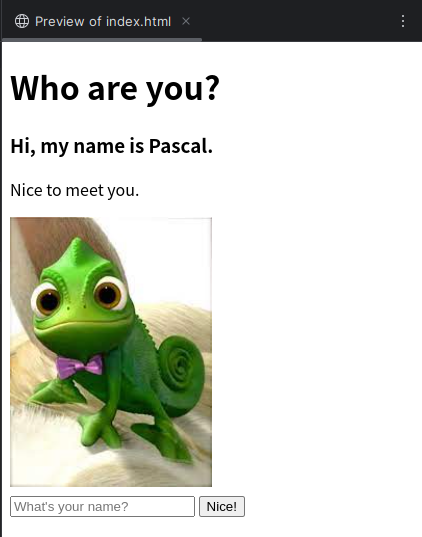 Preview of index.html
Who are you?
Hi, my name is Pascal.
Nice to meet you.
What's your name? Nice!